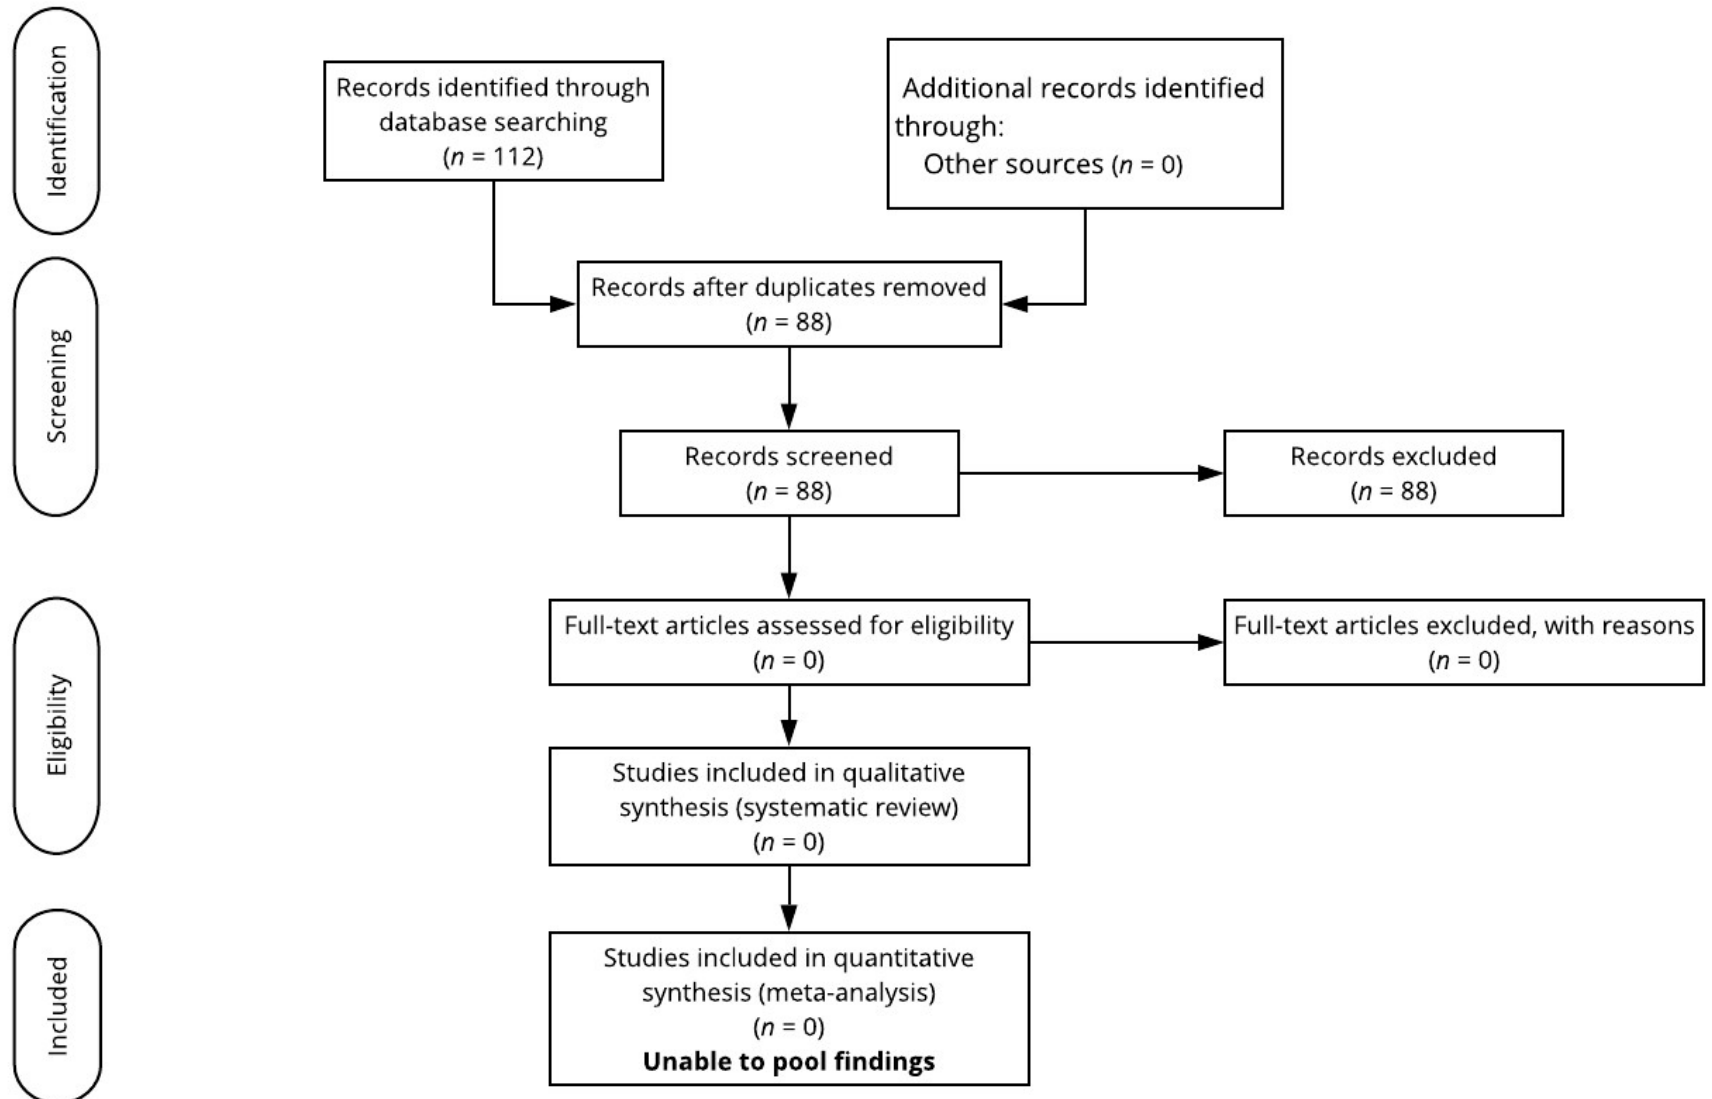 Identification
Records identified through
database searching
(n = 112)
Additional records identified
through:
Other sources (n = 0)
Screening
Records after duplicates removed
(n = 88)
Records screened
(n = 88)
Records excluded
(n = 88)
Eligibility
Full-text articles assessed for eligibility
(n = 0)
Full-text articles excluded, with reasons
(n = 0)
Studies included in qualitative
synthesis (systematic review)
(n = 0)
Included
Studies included in quantitative
synthesis (meta-analysis)
(n = 0)
Unable to pool findings